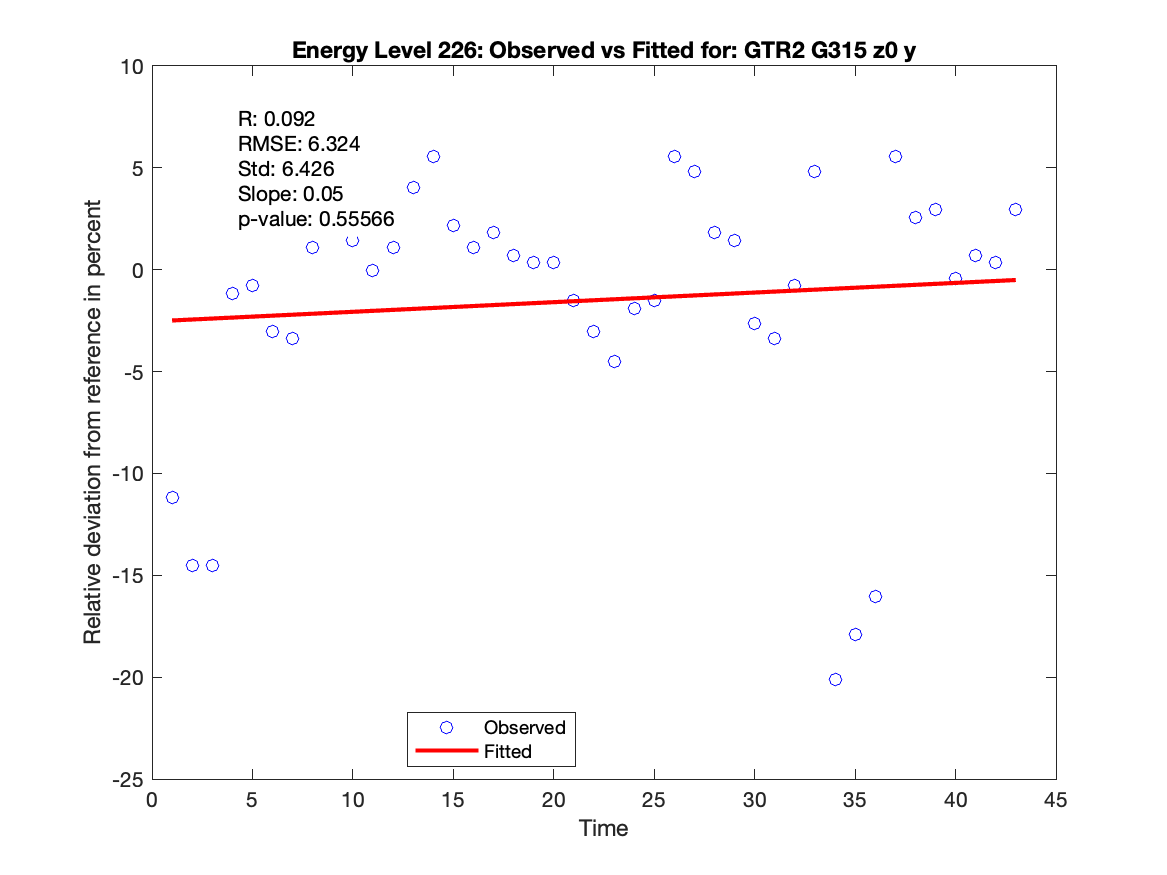 Energy Level 226: Observed vs Fitted for: GTR2 G315 z0 y
R: 0.092
RMSE: 6.324
Std: 6.426
Slope: 0.05
p-value: 0.55566
Relative deviation from reference in percent
10
5
0
-5
-10
-15
-20
-25
Observed
Fitted
0 5 10 15 20 25 30 35 40 45
Time